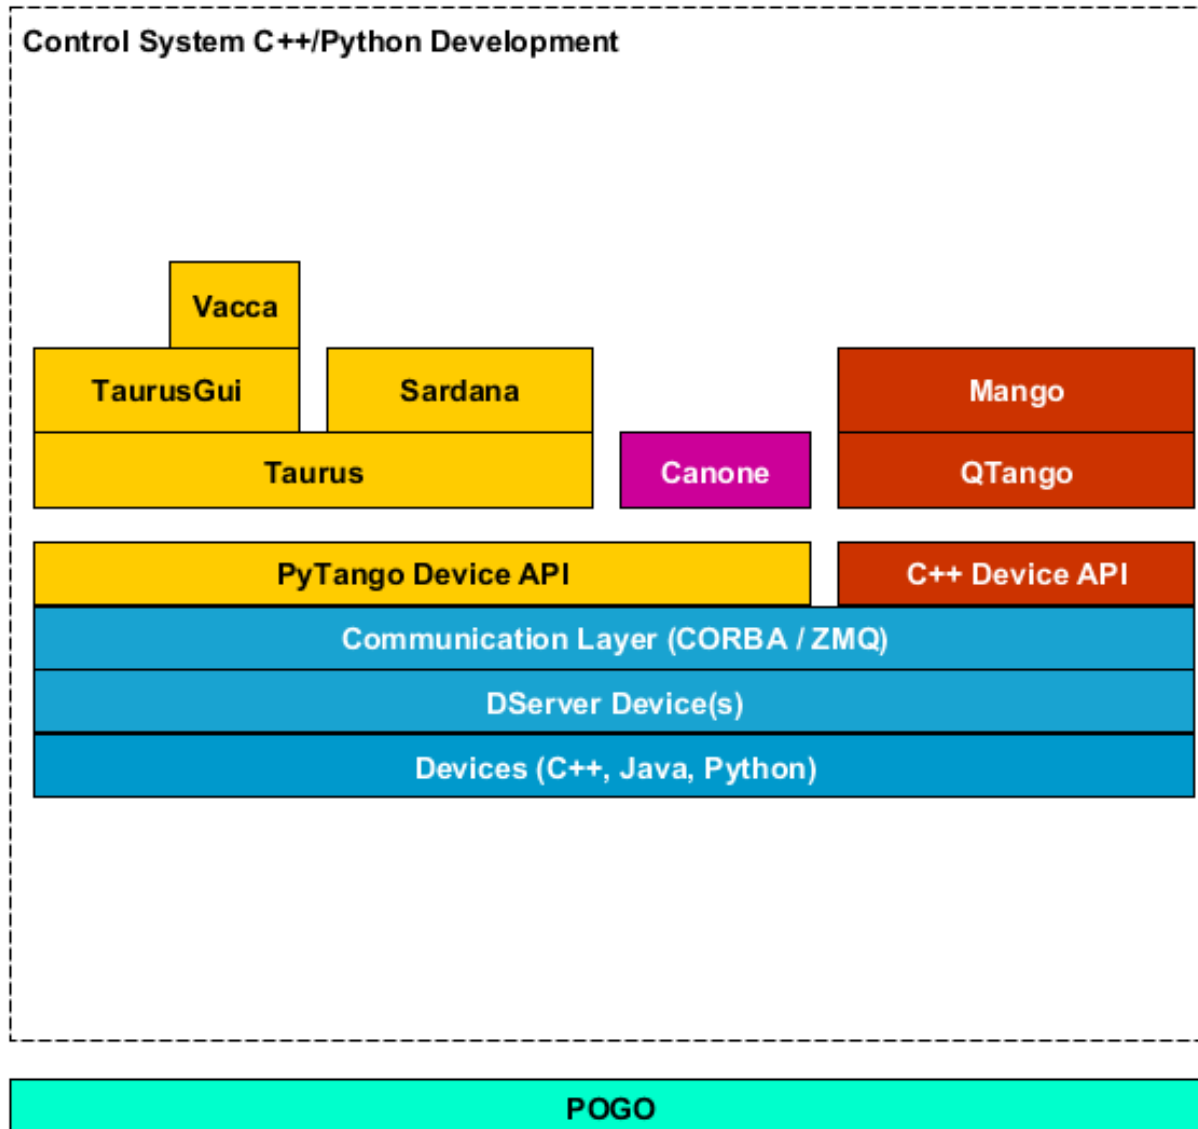 Control System C++/Python Development
Vacca
TaurusGui
Sardana
Mango
Taurus
Canone
QTango
PyTango Device API
C++ Device API
Communication Layer (CORBA / ZMQ)
DServer Device(s)
Devices (C++, Java, Python)
POGO